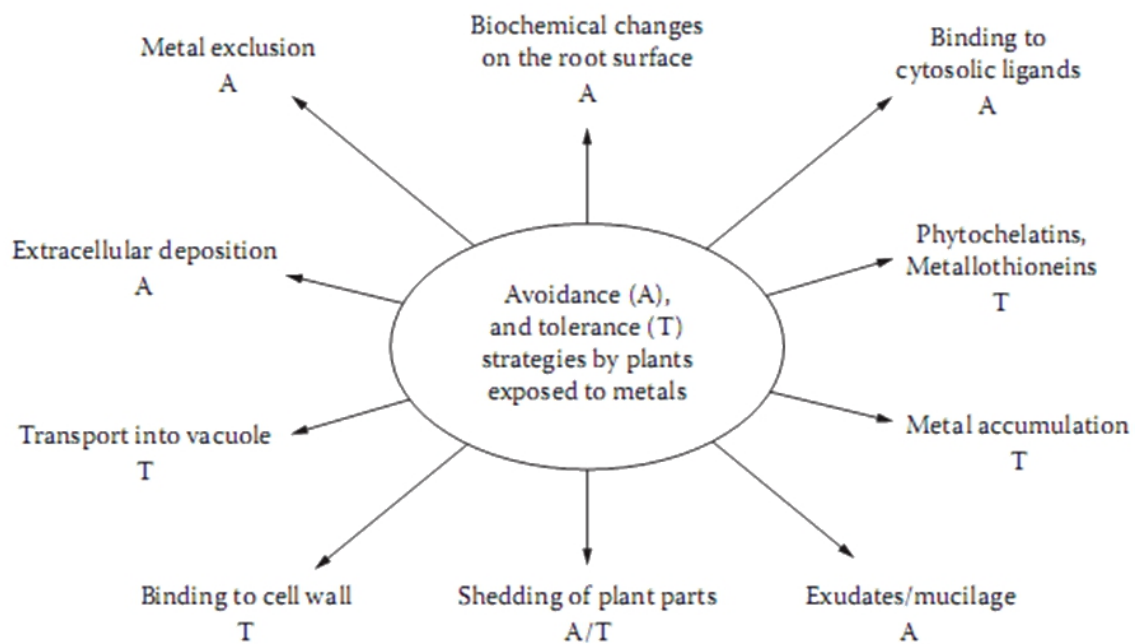 Metal exclusion
A
Biochemical changes
on the root surface
A
Binding to
cytosolic ligands
A
Extracellular deposition
A
Avoidance (A),
and tolerance (T)
strategies by plants
exposed to metals
Phytochelatins,
Metallothioneins
T
Transport into vacuole
T
Metal accumulation
T
Binding to cell wall
T
Shedding of plant parts
A/T
Exudates/mucilage
A